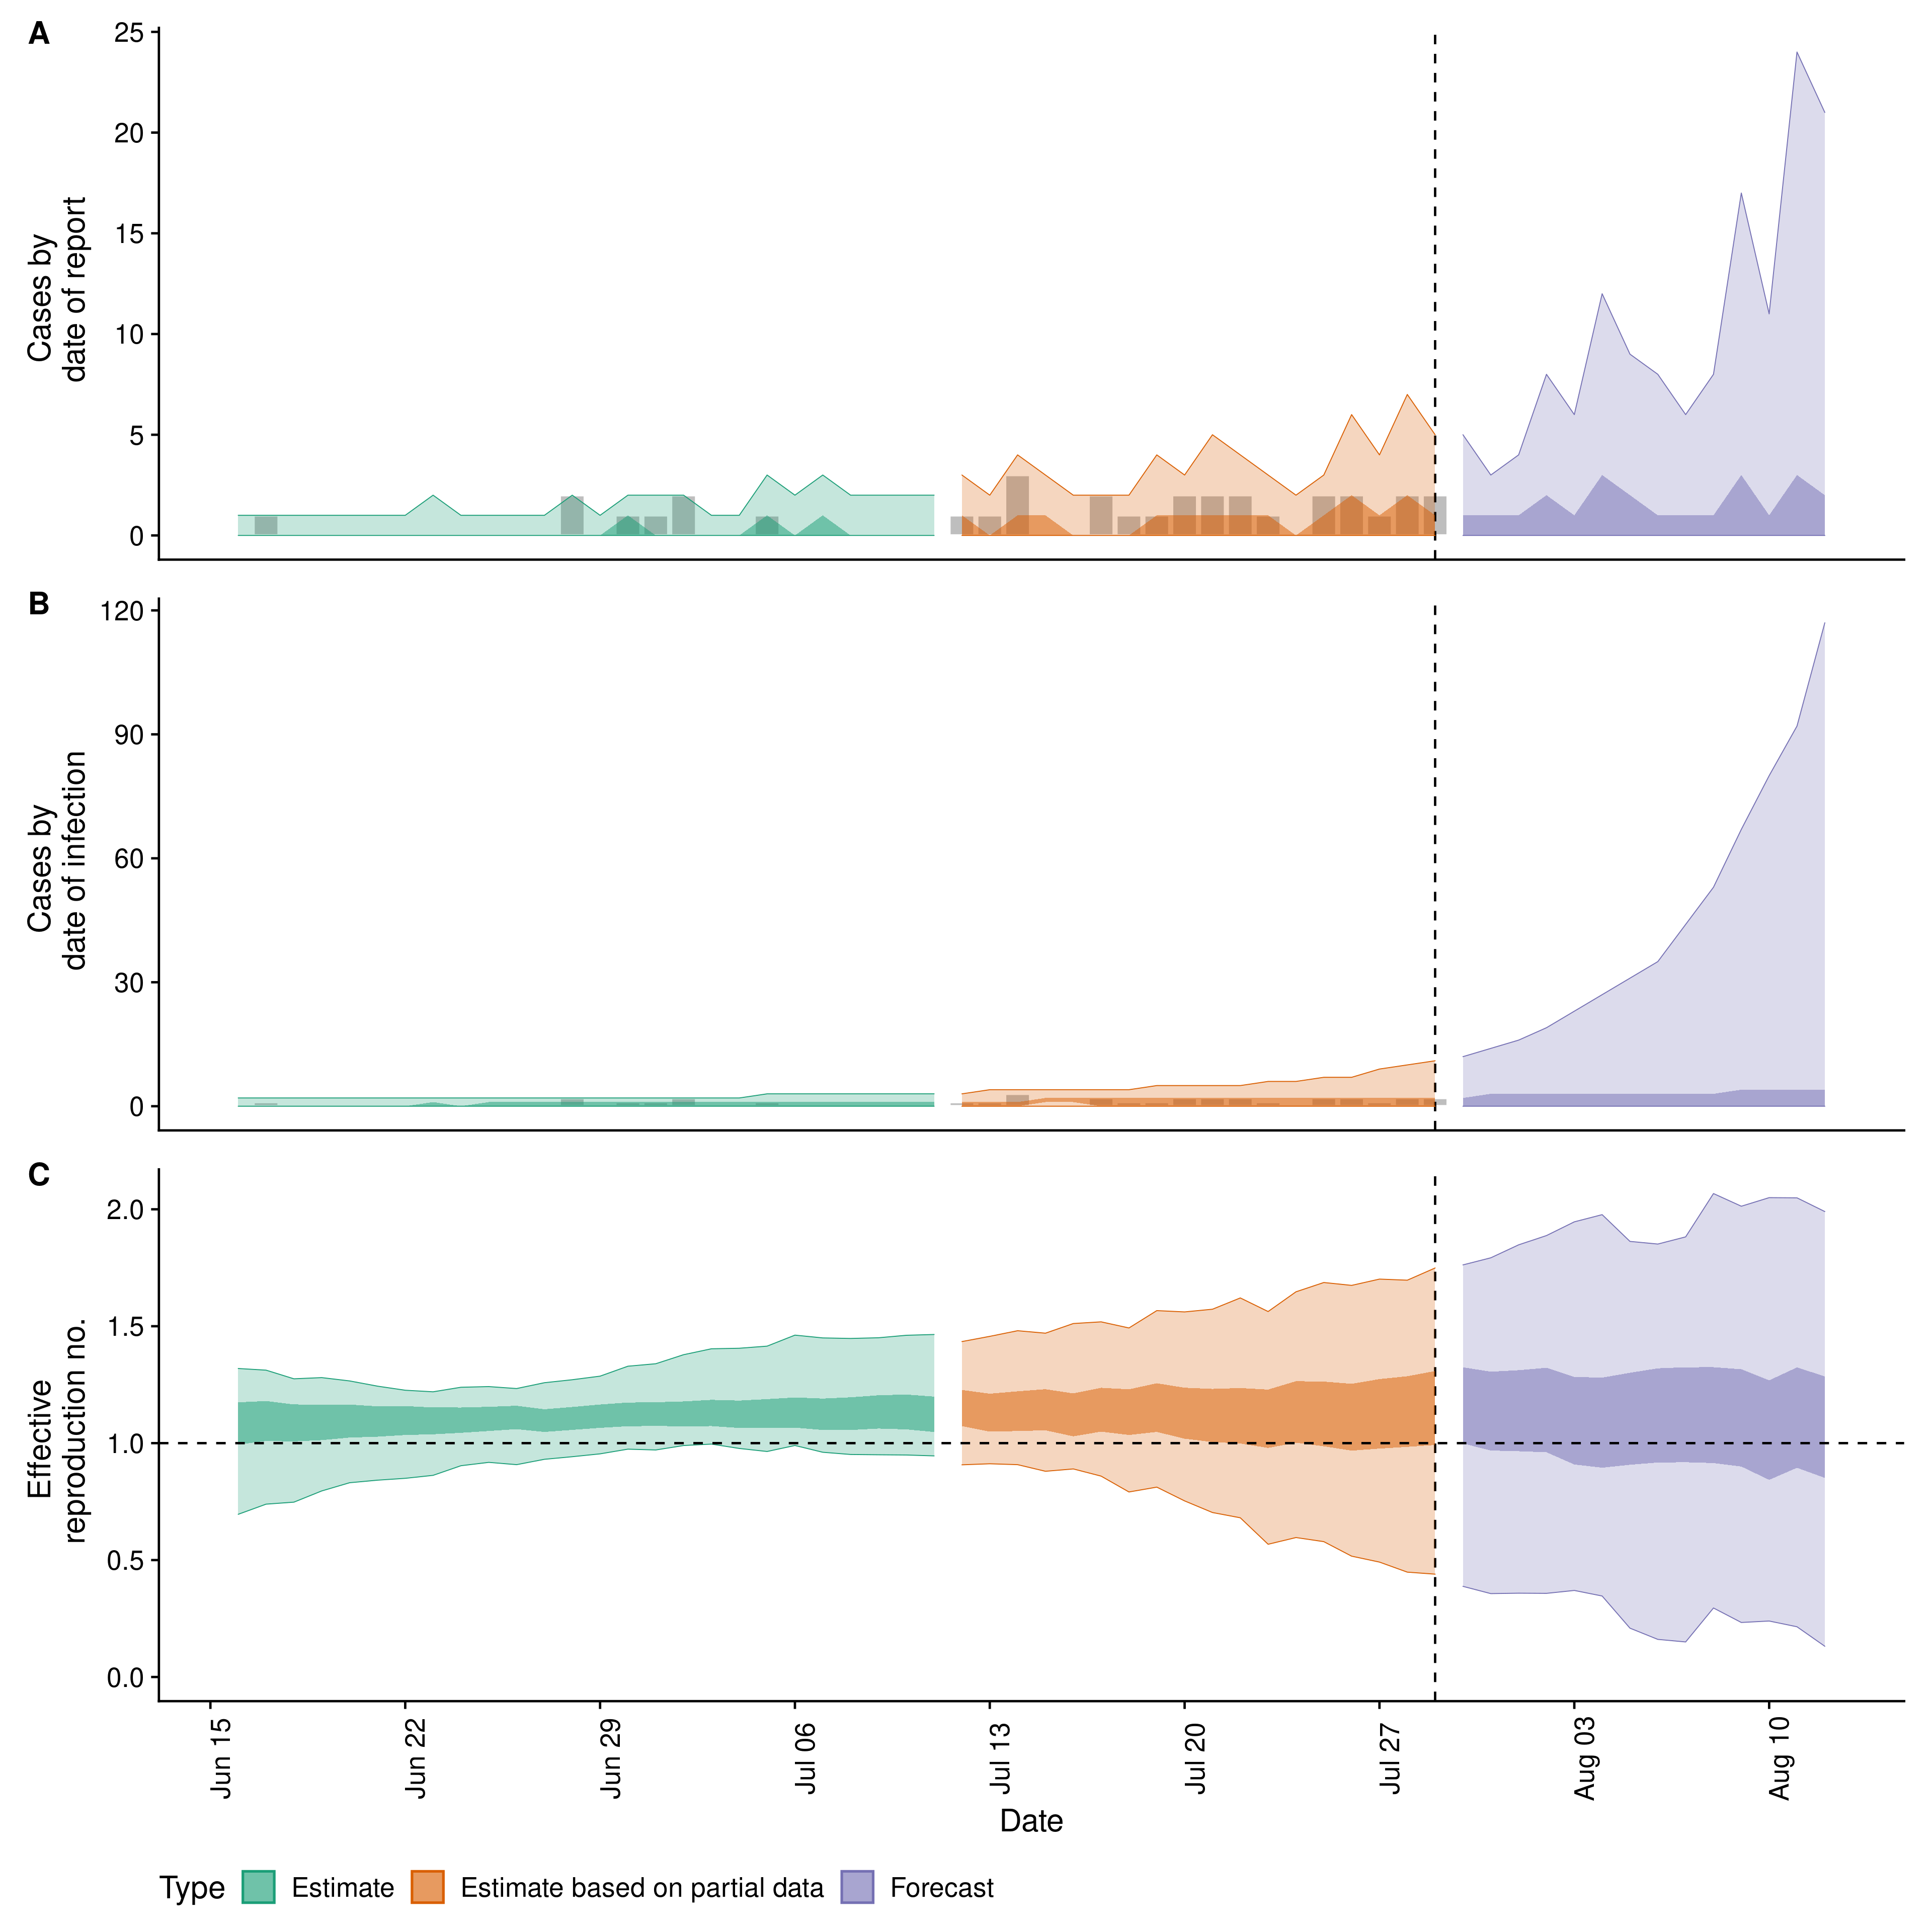 A
25
20
15
10
5
0
Cases by
date of report
B
120
90
60
30
0
Cases by
date of infection
C
2.0
1.5
1.0
0.5
0.0
Effective
reproduction no.
Jun 15
Jun 22
Jun 29
Jul 06
Jul 13
Jul 20
Jul 27
Aug 03
Aug 10
Date
Type Estimate Estimate based on partial data Forecast